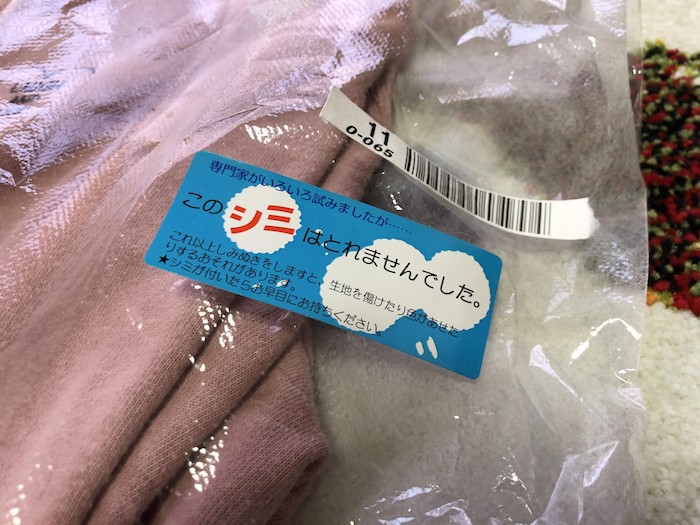 11
0-065
専門家がいろいろ試みましたが……
このシミはとれませんでした。
これ以上しみぬきをしますと、生地を傷けたり色があせた
りするおそれがあります。
★シミが付いたらお早目にお持ちください。